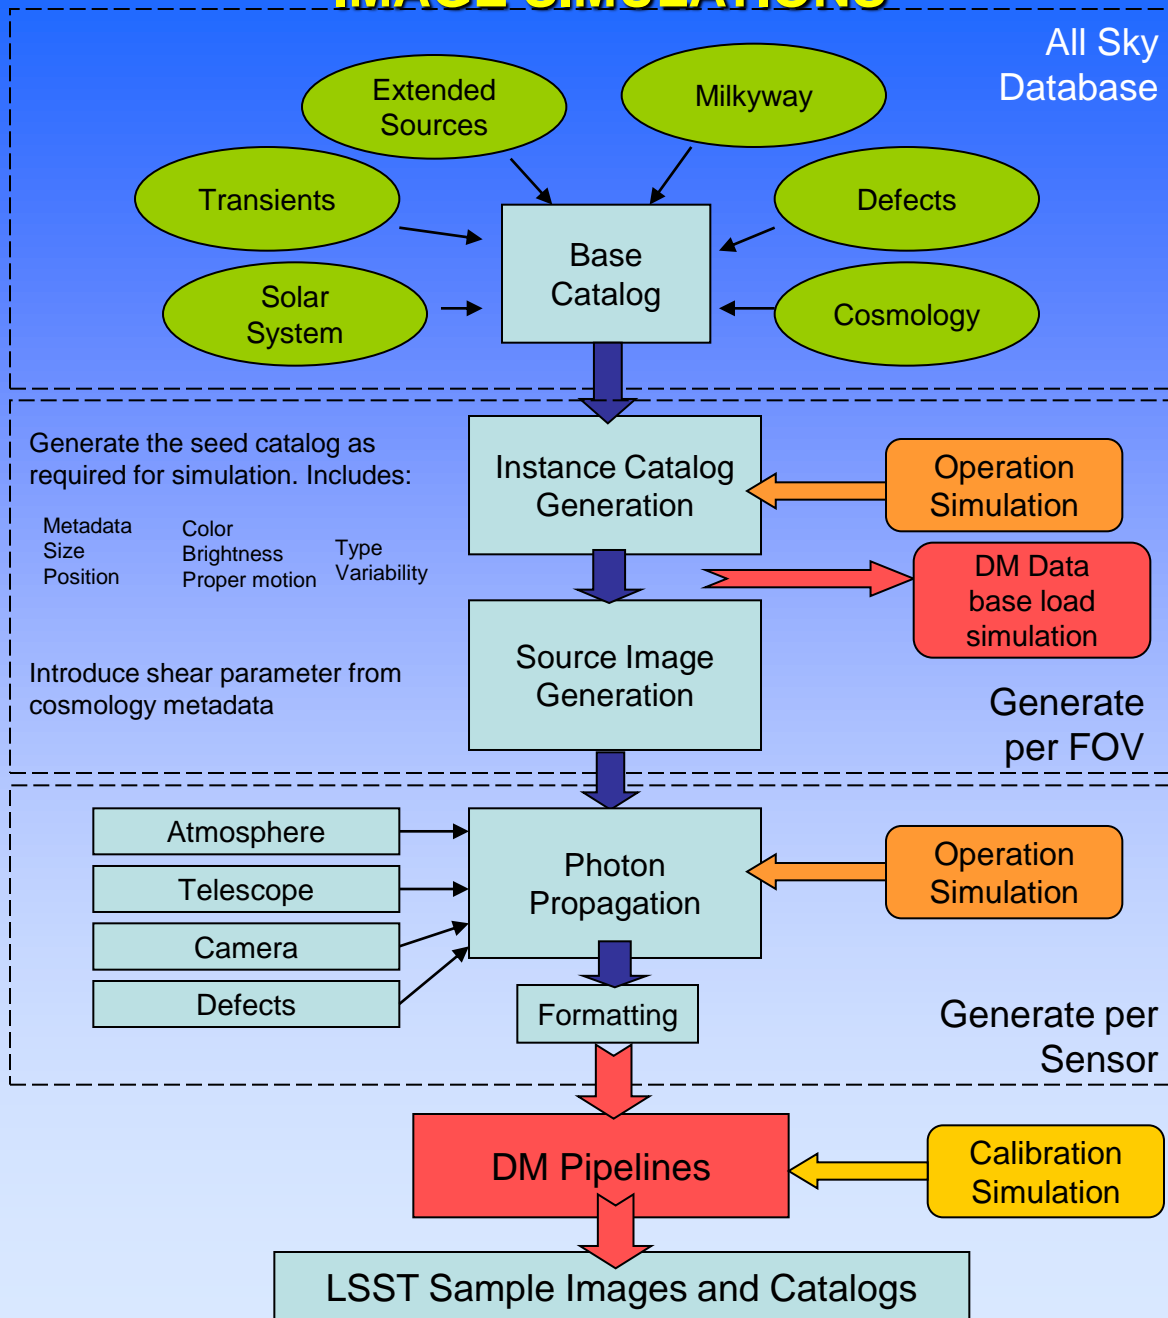 IMAGE SIMULATIONS
All Sky
Database
Extended
Sources
Milkyway
Transients
Defects
Base
Catalog
Solar
System
Cosmology
Generate the seed catalog as
required for simulation. Includes:
Metadata
Size
Position
Color
Brightness
Proper motion
Type
Variability
Introduce shear parameter from
cosmology metadata
Instance Catalog
Generation
Operation
Simulation
DM Data
base load
simulation
Source Image
Generation
Generate
per FOV
Atmosphere
Telescope
Camera
Defects
Photon
Propagation
Operation
Simulation
Formatting
Generate per
Sensor
DM Pipelines
Calibration
Simulation
LSST Sample Images and Catalogs